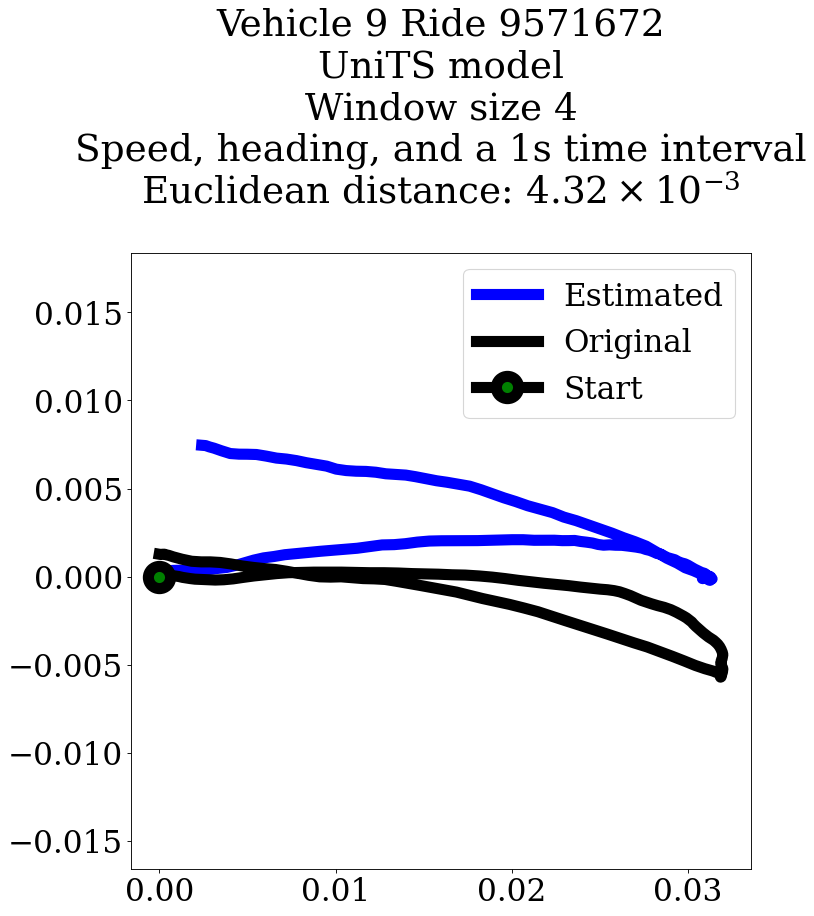 Vehicle 9 Ride 9571672
UniTS model
Window size 4
Speed, heading, and a 1s time interval
Euclidean distance: 4.32 × 10⁻³
Estimated
Original
Start
0.015
0.010
0.005
0.000
−0.005
−0.010
−0.015
0.00 0.01 0.02 0.03